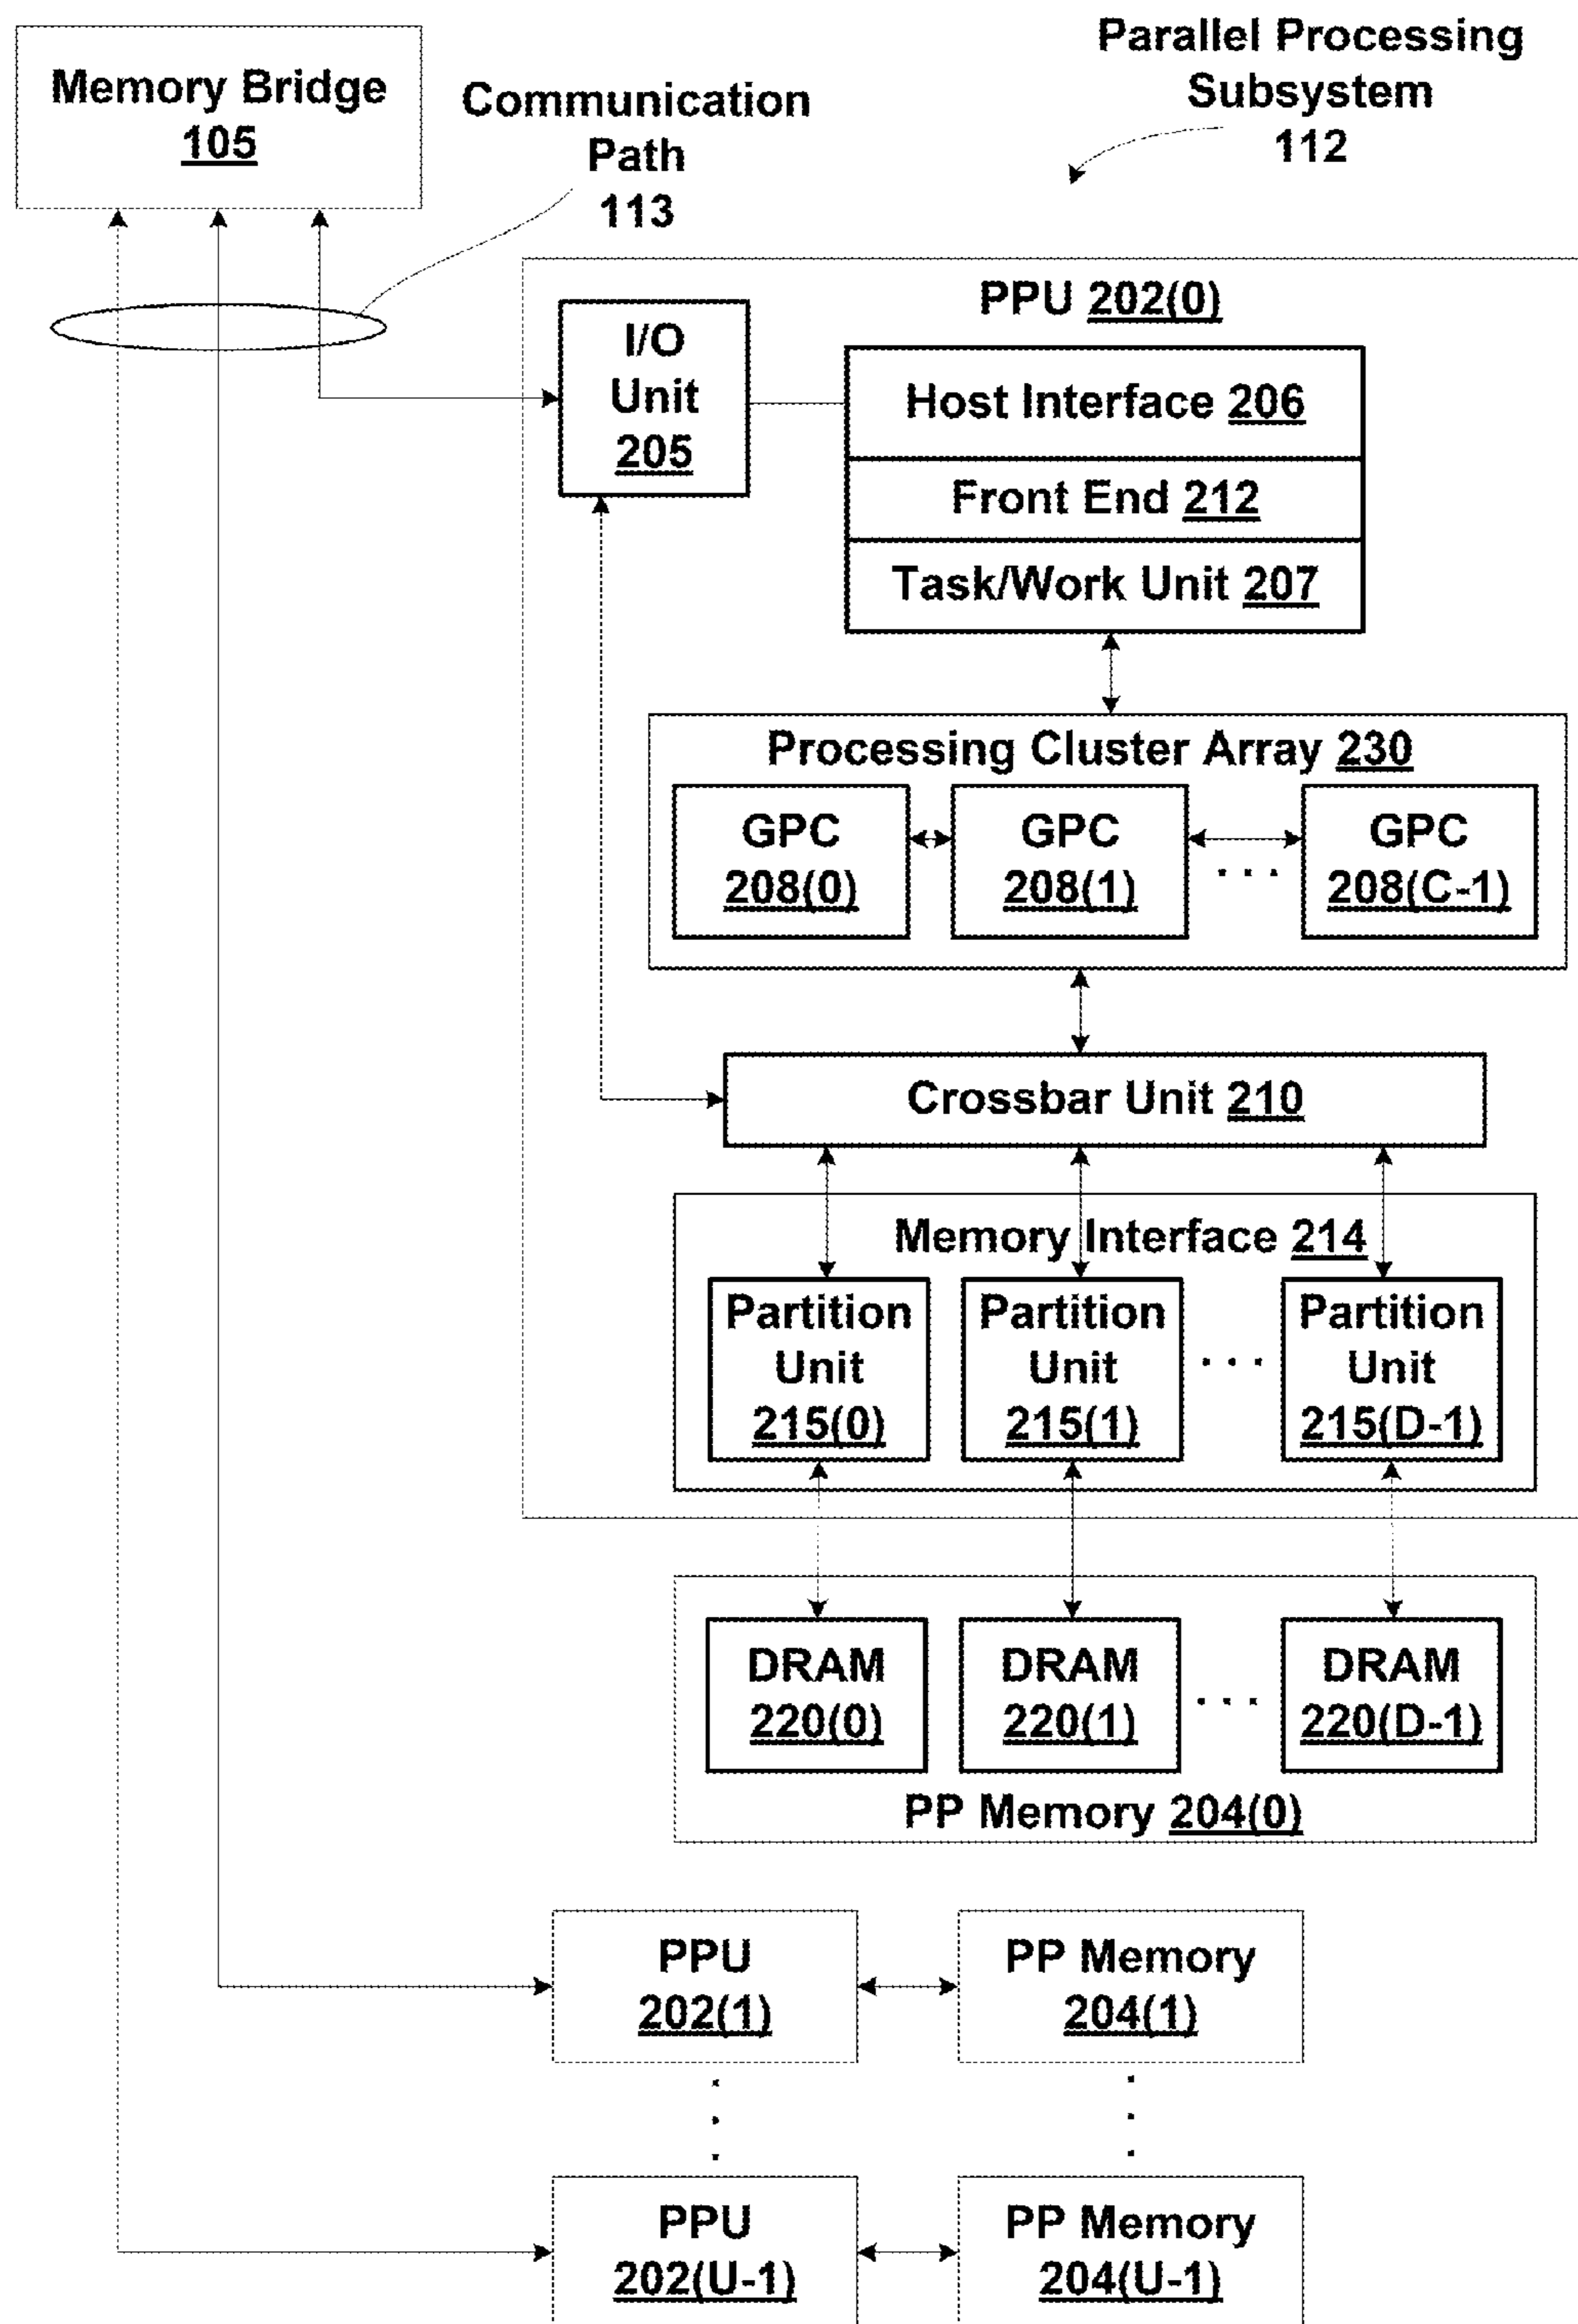 Parallel Processing
Subsystem
112
Memory Bridge
105
Communication
Path
113
PPU 202(0)
I/O
Unit
205
Host Interface 206
Front End 212
Task/Work Unit 207
Processing Cluster Array 230
GPC
208(0)
GPC
208(1)
. . .
GPC
208(C-1)
Crossbar Unit 210
Memory Interface 214
Partition
Unit
215(0)
Partition
Unit
215(1)
. . .
Partition
Unit
215(D-1)
DRAM
220(0)
DRAM
220(1)
. . .
DRAM
220(D-1)
PP Memory 204(0)
PPU
202(1)
PP Memory
204(1)
PPU
202(U-1)
PP Memory
204(U-1)